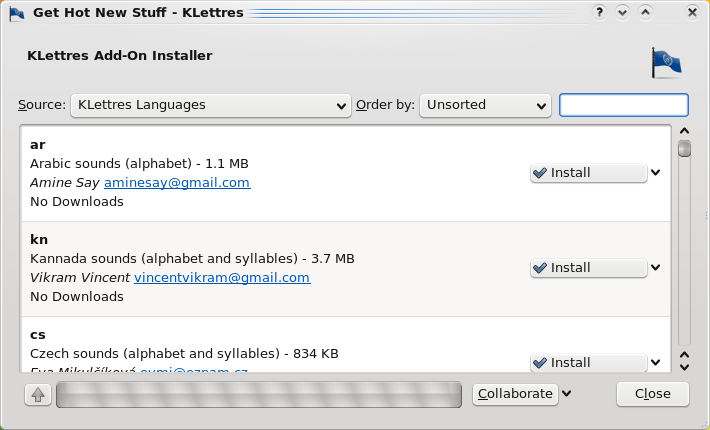 Get Hot New Stuff - KLettres
KLettres Add-On Installer
Source: KLettres Languages Order by: Unsorted
ar
Arabic sounds (alphabet) - 1.1 MB
Amine Say aminesay@gmail.com
No Downloads
Install
kn
Kannada sounds (alphabet and syllables) - 3.7 MB
Vikram Vincent vincentvikram@gmail.com
No Downloads
Install
cs
Czech sounds (alphabet and syllables) - 834 KB
Eva Mikulčíková
Install
Collaborate
Close